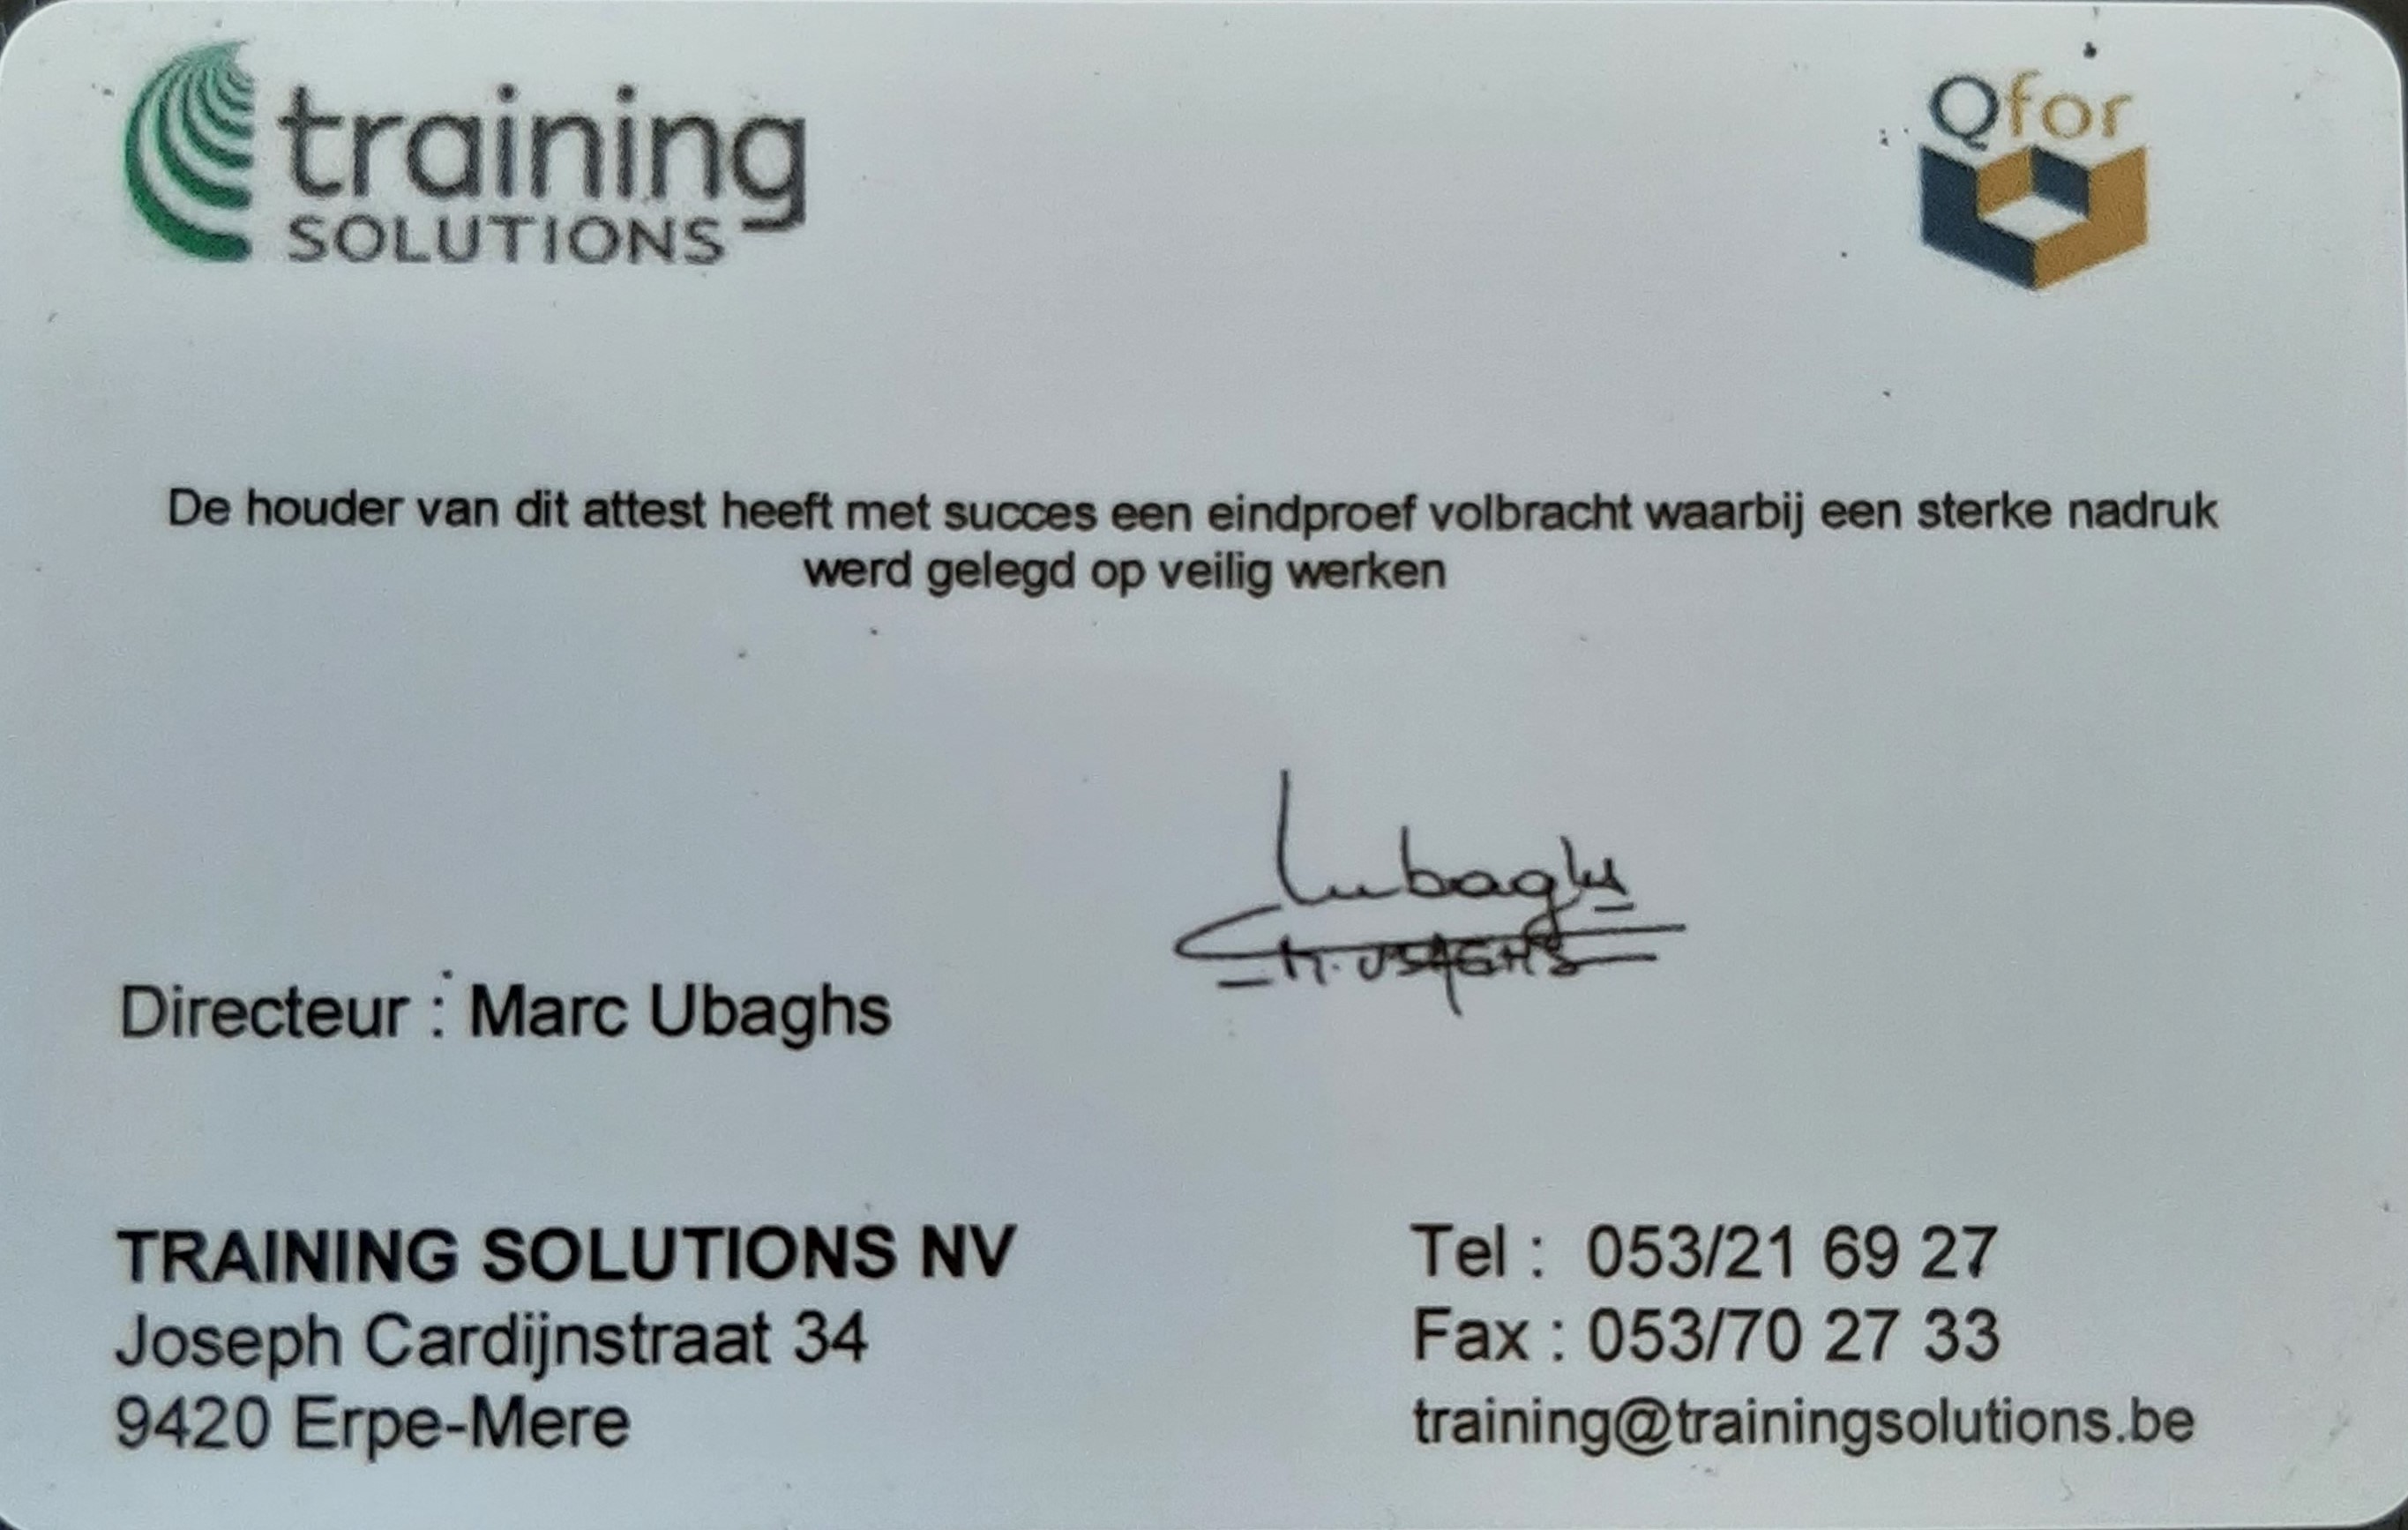 training
SOLUTIONS
Qfor
De houder van dit attest heeft met succes een eindproef volbracht waarbij een sterke nadruk
werd gelegd op veilig werken
Ubaghs
M. UBAGHS
Directeur : Marc Ubaghs
TRAINING SOLUTIONS NV
Joseph Cardijnstraat 34
9420 Erpe-Mere
Tel : 053/21 69 27
Fax : 053/70 27 33
training@trainingsolutions.be